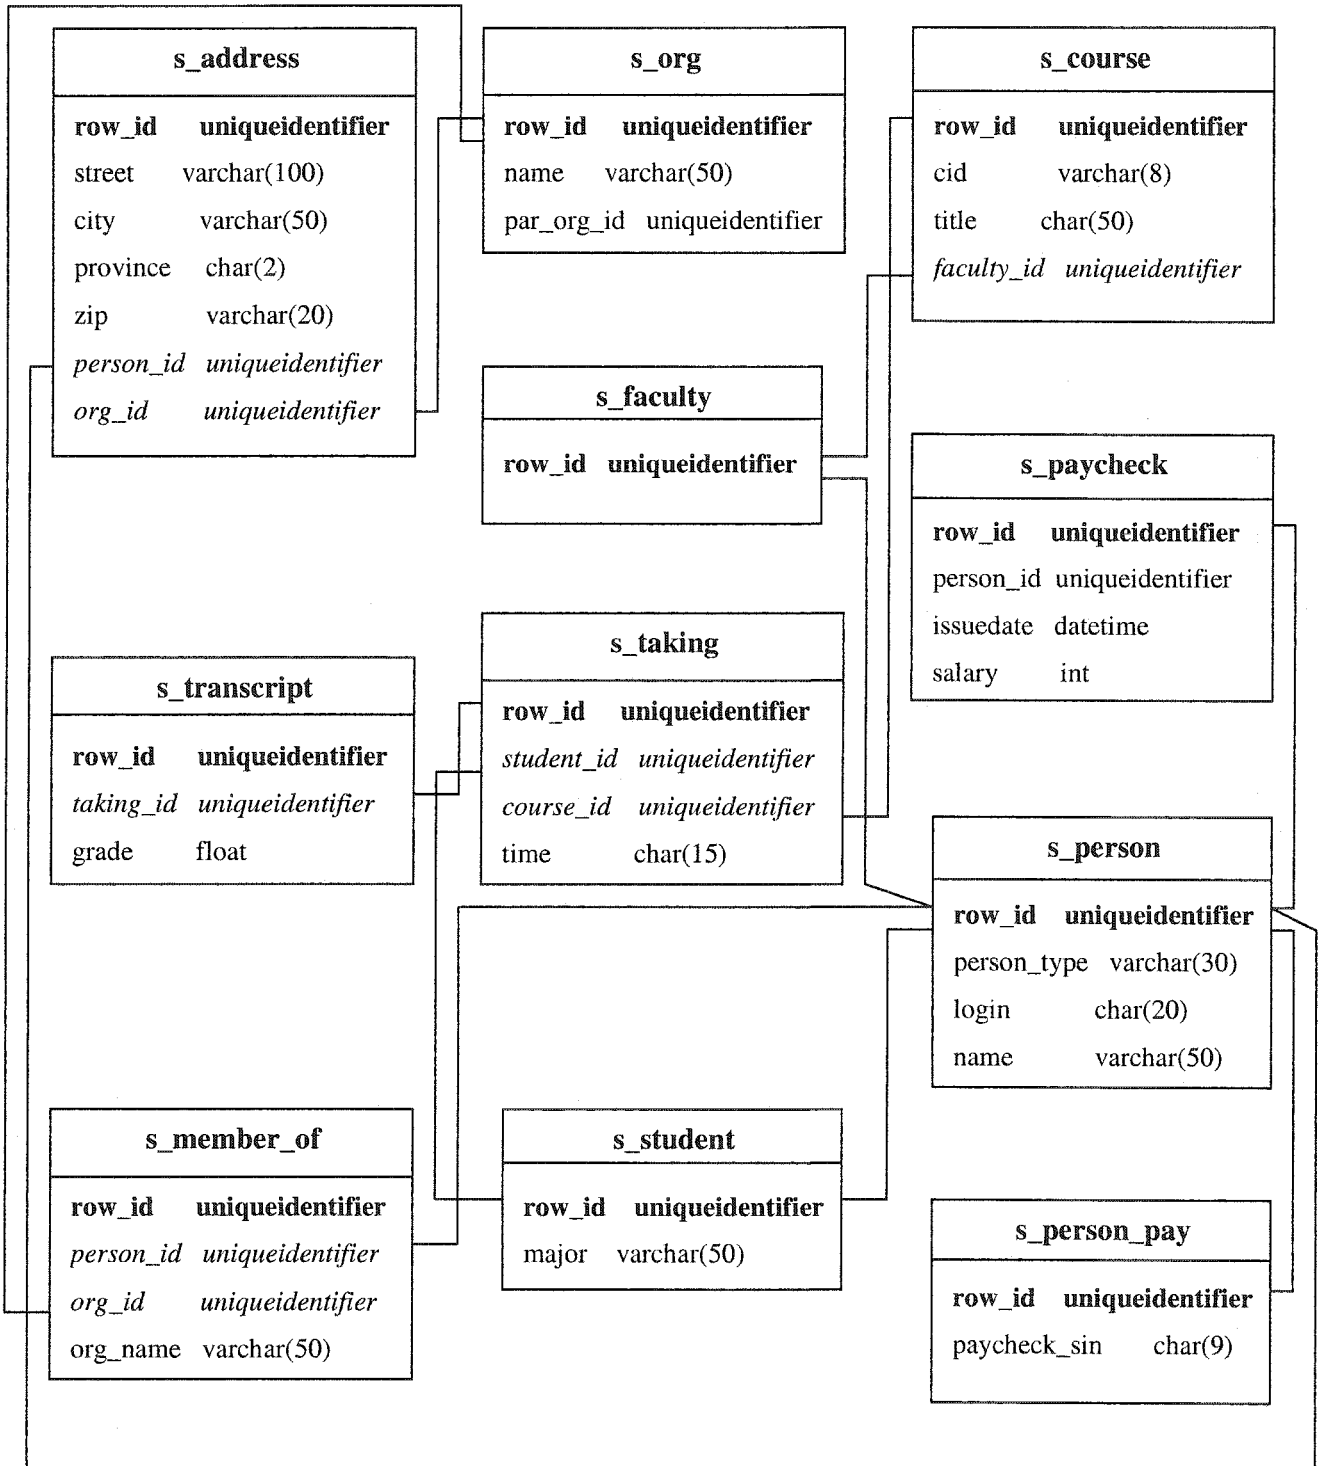 s_address
row_id uniqueidentifier
street varchar(100)
city varchar(50)
province char(2)
zip varchar(20)
person_id uniqueidentifier
org_id uniqueidentifier
s_org
row_id uniqueidentifier
name varchar(50)
par_org_id uniqueidentifier
s_course
row_id uniqueidentifier
cid varchar(8)
title char(50)
faculty_id uniqueidentifier
s_faculty
row_id uniqueidentifier
s_paycheck
row_id uniqueidentifier
person_id uniqueidentifier
issuedate datetime
salary int
s_transcript
row_id uniqueidentifier
taking_id uniqueidentifier
grade float
s_taking
row_id uniqueidentifier
student_id uniqueidentifier
course_id uniqueidentifier
time char(15)
s_person
row_id uniqueidentifier
person_type varchar(30)
login char(20)
name varchar(50)
s_member_of
row_id uniqueidentifier
person_id uniqueidentifier
org_id uniqueidentifier
org_name varchar(50)
s_student
row_id uniqueidentifier
major varchar(50)
s_person_pay
row_id uniqueidentifier
paycheck_sin char(9)